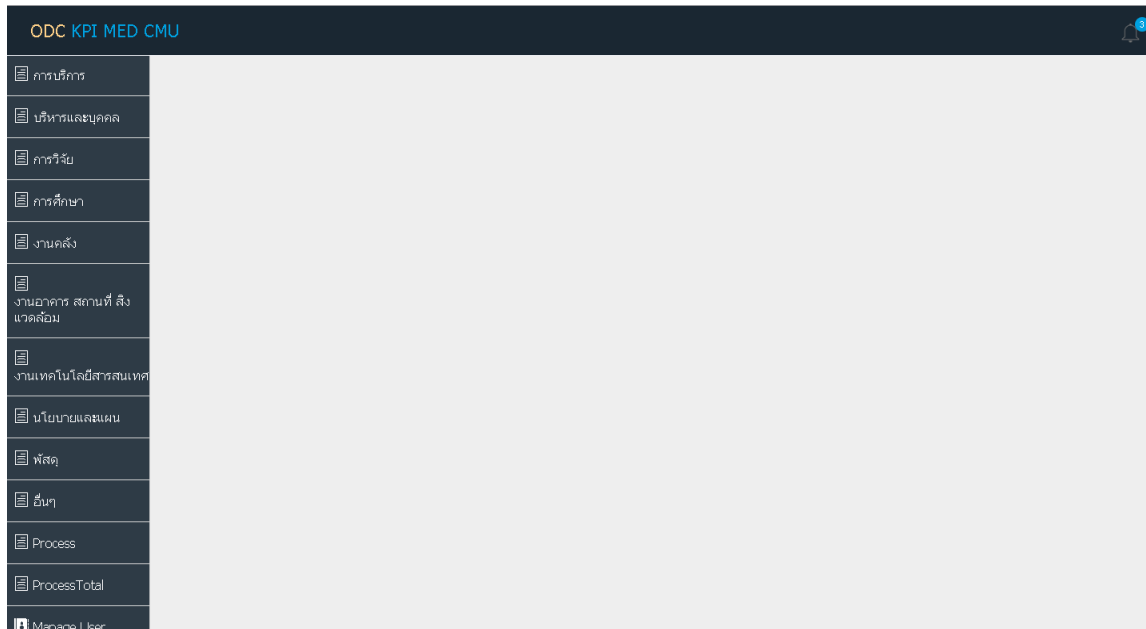 ODC KPI MED CMU
3
การบริการ
บริหารและบุคคล
การวิจัย
การศึกษา
งานคลัง
งานอาคาร สถานที่ สิ่ง
แวดล้อม
งานเทคโนโลยีสารสนเทศ
นโยบายและแผน
พัสดุ
อื่นๆ
Process
ProcessTotal
Manage User